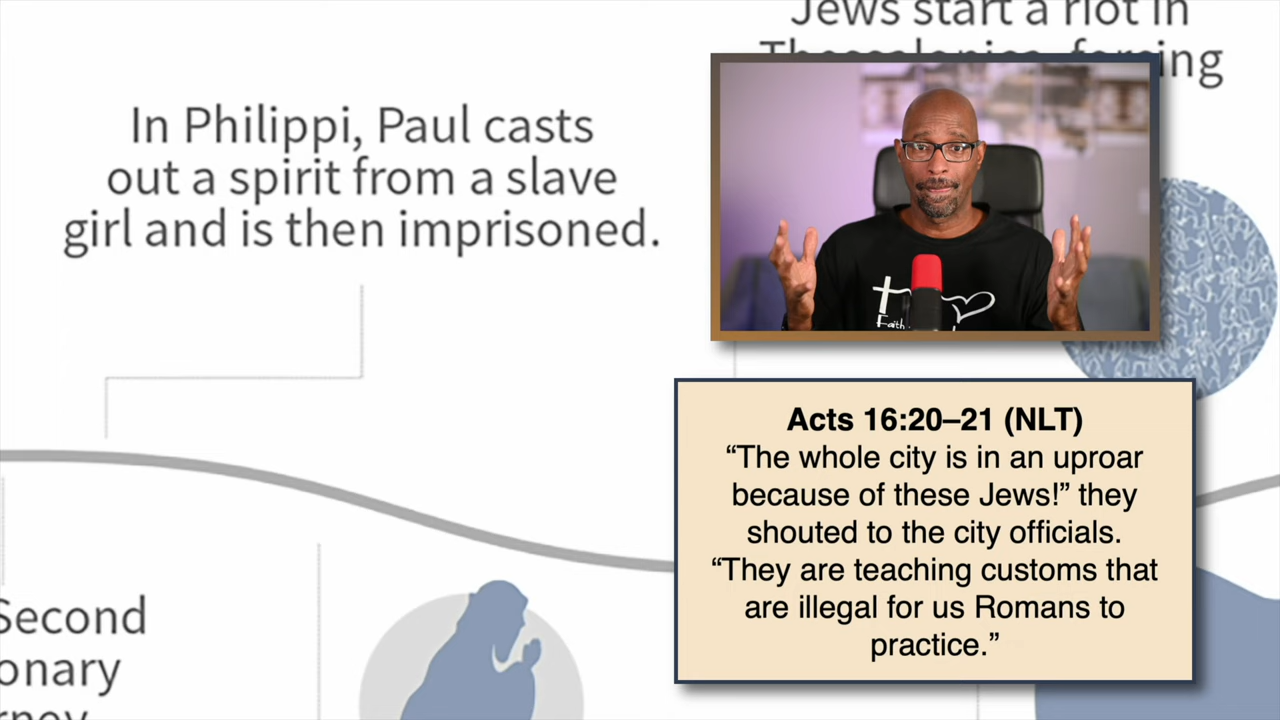 Jews start a riot in
In Philippi, Paul casts
out a spirit from a slave
girl and is then imprisoned.
Faith
Acts 16:20–21 (NLT)
“The whole city is in an uproar
because of these Jews!” they
shouted to the city officials.
“They are teaching customs that
are illegal for us Romans to
practice.”
Second